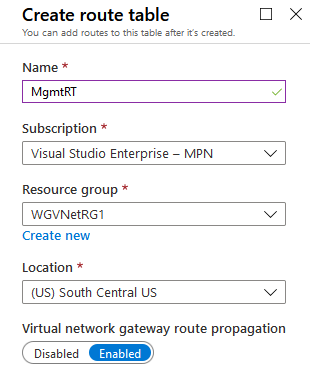 Create route table
You can add routes to this table after it's created.
Name *
MgmtRT
Subscription *
Visual Studio Enterprise – MPN
Resource group *
WGVNetRG1
Create new
Location *
(US) South Central US
Virtual network gateway route propagation
Disabled Enabled